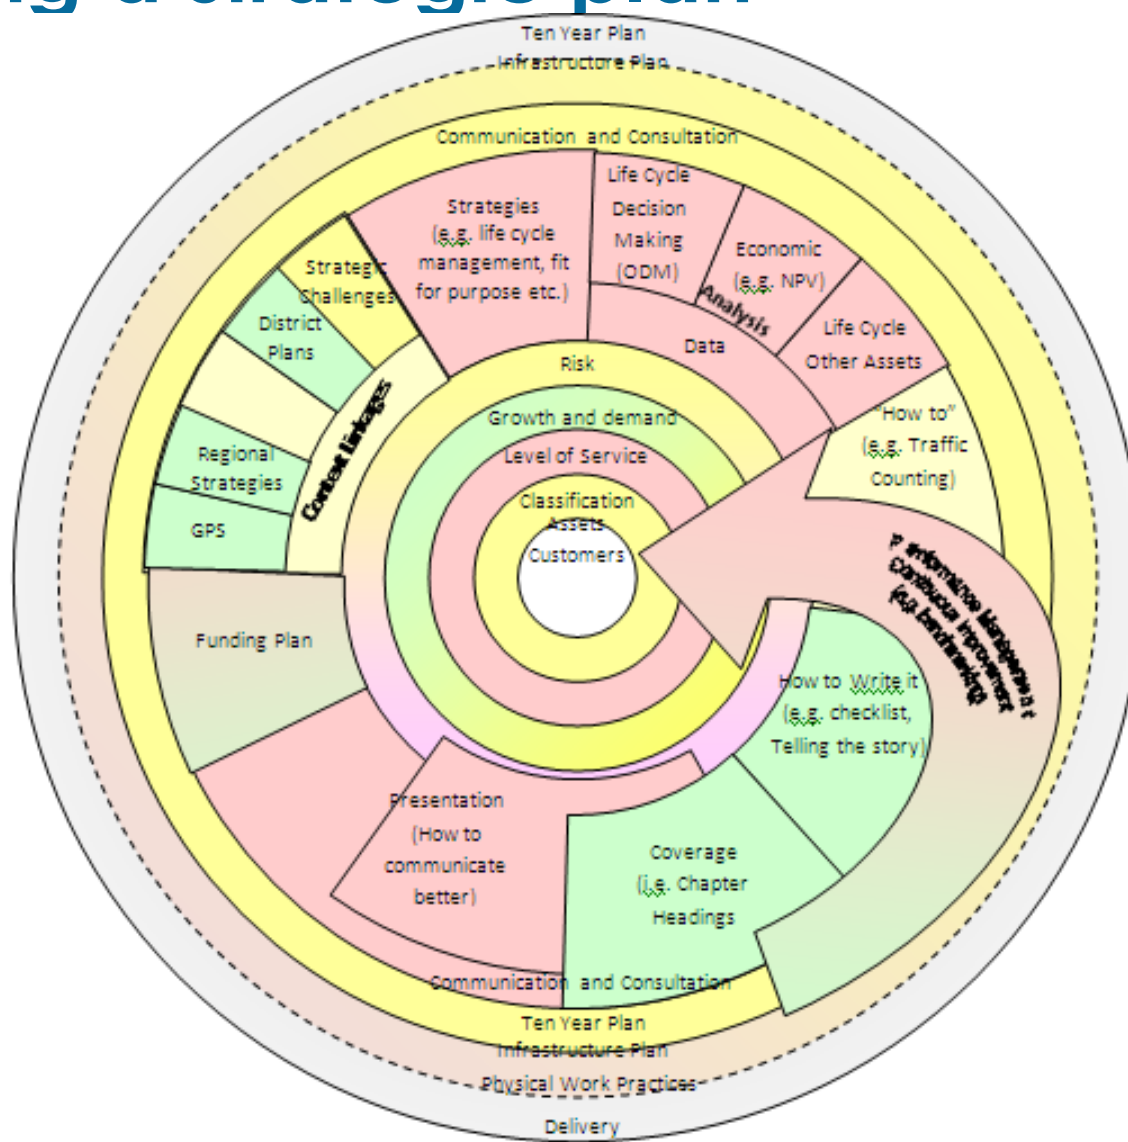 Ten Year Plan
Infrastructure Plan
Communication and Consultation
Strategies
(e.g. life cycle
management, fit
for purpose etc.)
Life Cycle
Decision
Making
(ODM)
Economic
(e.g. NPV)
Analysis
Life Cycle
Other Assets
Data
"How to"
(e.g. Traffic
Counting)
Strategic
Challenges
District
Plans
Regional
Strategies
GPS
Context Linkages
Risk
Growth and demand
Level of Service
Classification
Assets
Customers
Performance Management
Continuous Improvement
(e.g. benchmarking)
Funding Plan
How to Write it
(e.g. checklist,
Telling the story)
Presentation
(How to
communicate
better)
Coverage
(i.e. Chapter
Headings
Communication and Consultation
Ten Year Plan
Infrastructure Plan
Physical Work Practices
Delivery